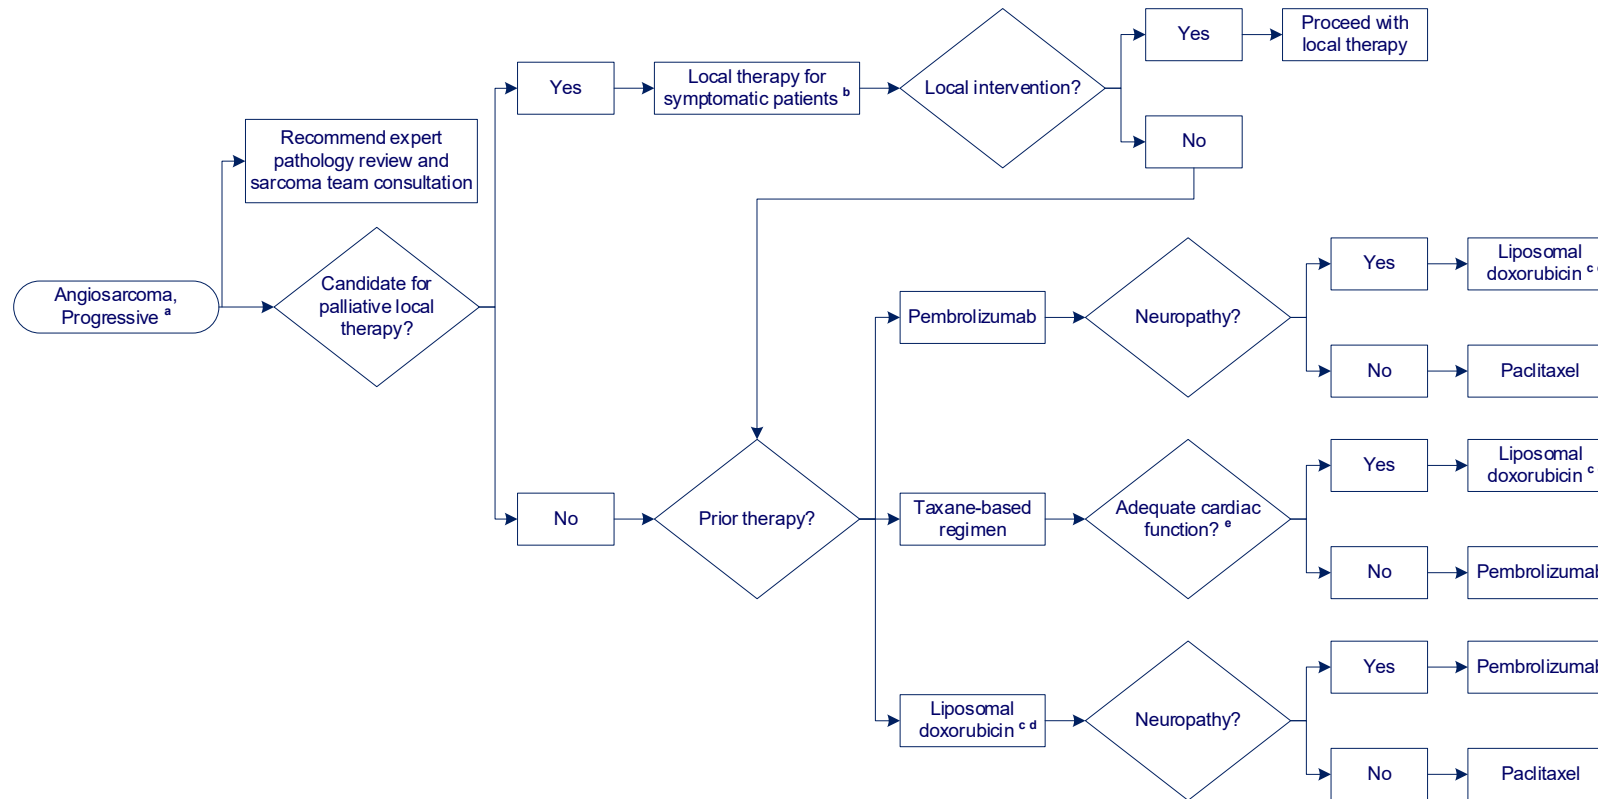 Angiosarcoma,
Progressive a
Recommend expert
pathology review and
sarcoma team consultation
Candidate for
palliative local
therapy?
Yes
Local therapy for
symptomatic patients b
Local intervention?
Yes
Proceed with
local therapy
No
No
Prior therapy?
Pembrolizumab
Neuropathy?
Yes
Liposomal
doxorubicin c
No
Paclitaxel
Taxane-based
regimen
Adequate cardiac
function? e
Yes
Liposomal
doxorubicin c
No
Pembrolizumab
Liposomal
doxorubicin c d
Neuropathy?
Yes
Pembrolizumab
No
Paclitaxel